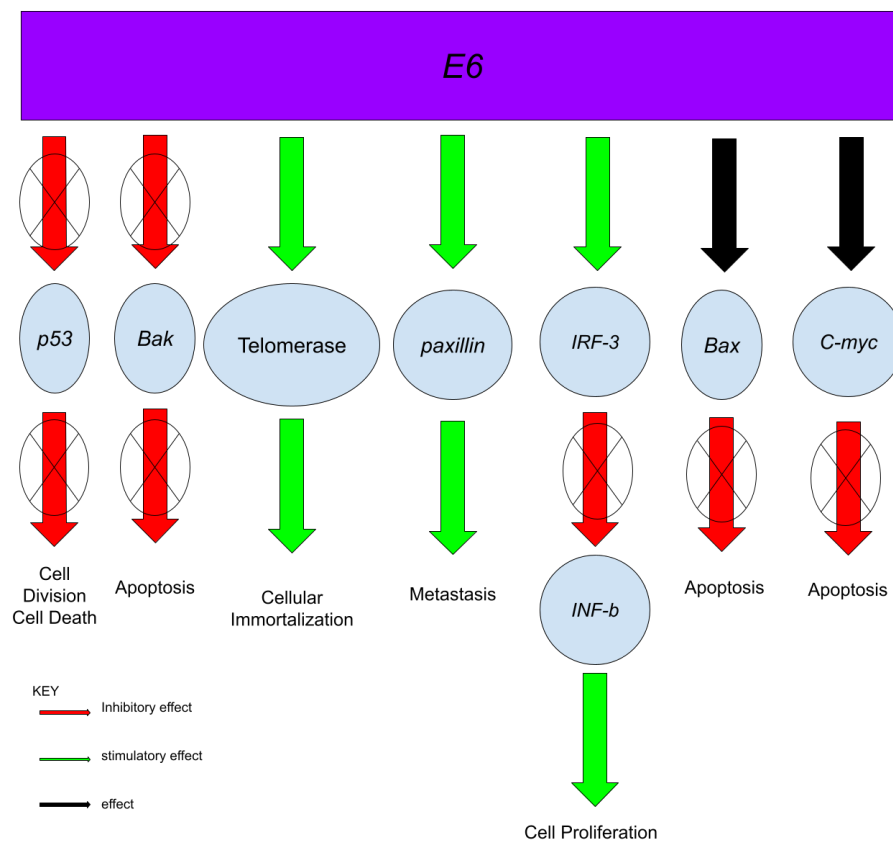 E6
p53
Bak
Telomerase
paxillin
IRF-3
Bax
C-myc
Cell
Division
Cell Death
Apoptosis
Cellular
Immortalization
Metastasis
INF-b
Apoptosis
Apoptosis
KEY
Inhibitory effect
stimulatory effect
effect
Cell Proliferation